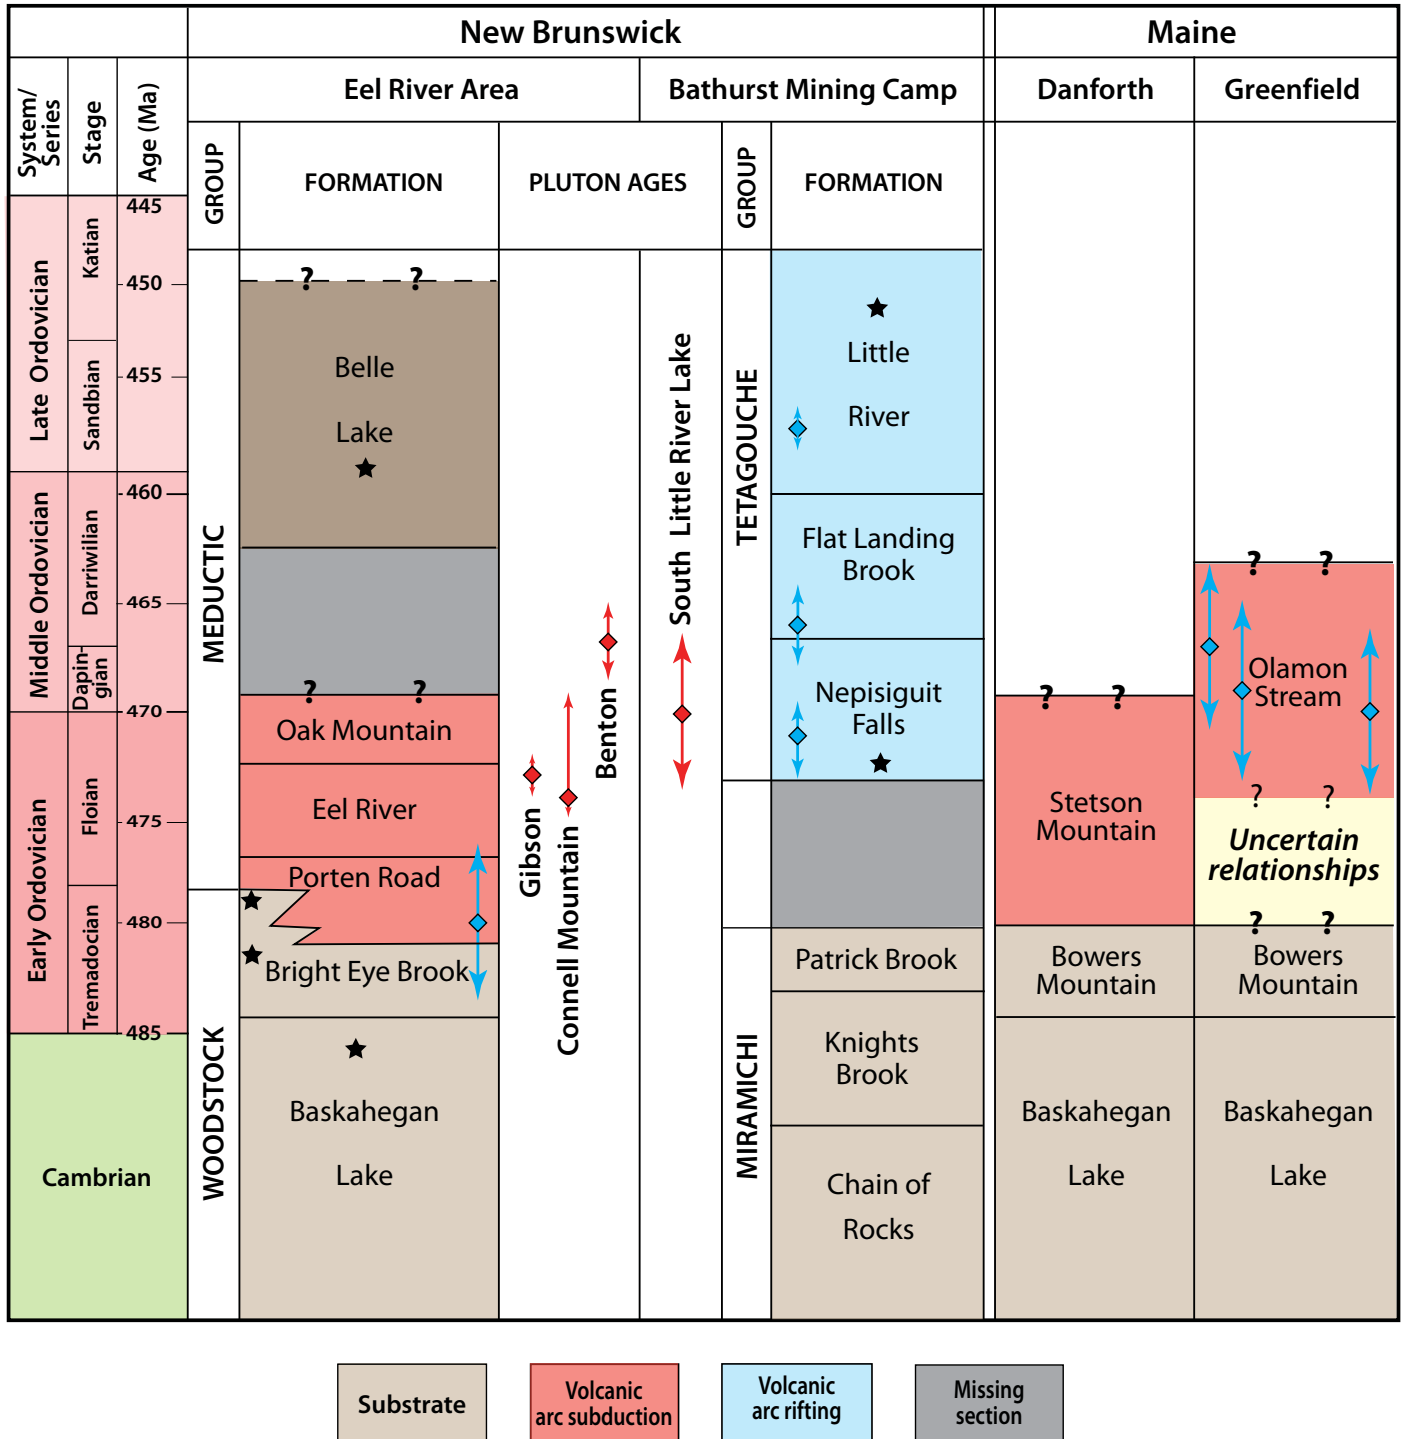 New Brunswick
Maine
Eel River Area
Bathurst Mining Camp
Danforth
Greenfield
System/
Series
Stage
Age (Ma)
GROUP
FORMATION
PLUTON AGES
GROUP
FORMATION
Late Ordovician
Middle Ordovician
Early Ordovician
Cambrian
Katian
Sandbian
Darriwilian
Dapin-
gian
Floian
Tremadocian
445
450
455
460
465
470
475
480
485
MEDUCTIC
WOODSTOCK
? ?
Belle
Lake
? ?
Oak Mountain
Eel River
Porten Road
Bright Eye Brook
Baskahegan
Lake
Gibson
Connell Mountain
Benton
South Little River Lake
TETAGOUCHE
MIRAMICHI
Little
River
Flat Landing
Brook
Nepisiguit
Falls
Patrick Brook
Knights
Brook
Chain of
Rocks
? ?
Stetson
Mountain
Bowers
Mountain
Baskahegan
Lake
? ?
Olamon
Stream
? ?
Uncertain
relationships
? ?
Bowers
Mountain
Baskahegan
Lake
Substrate
Volcanic
arc subduction
Volcanic
arc rifting
Missing
section